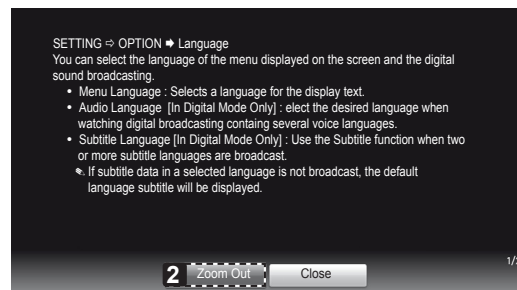 SETTING ⇨ OPTION ➡ Language
You can select the language of the menu displayed on the screen and the digital
sound broadcasting.
• Menu Language : Selects a language for the display text.
• Audio Language [In Digital Mode Only] : elect the desired language when
watching digital broadcasting containg several voice languages.
• Subtitle Language [In Digital Mode Only] : Use the Subtitle function when two
or more subtitle languages are broadcast.
✎ If subtitle data in a selected language is not broadcast, the default
language subtitle will be displayed.
1/
2 Zoom Out Close